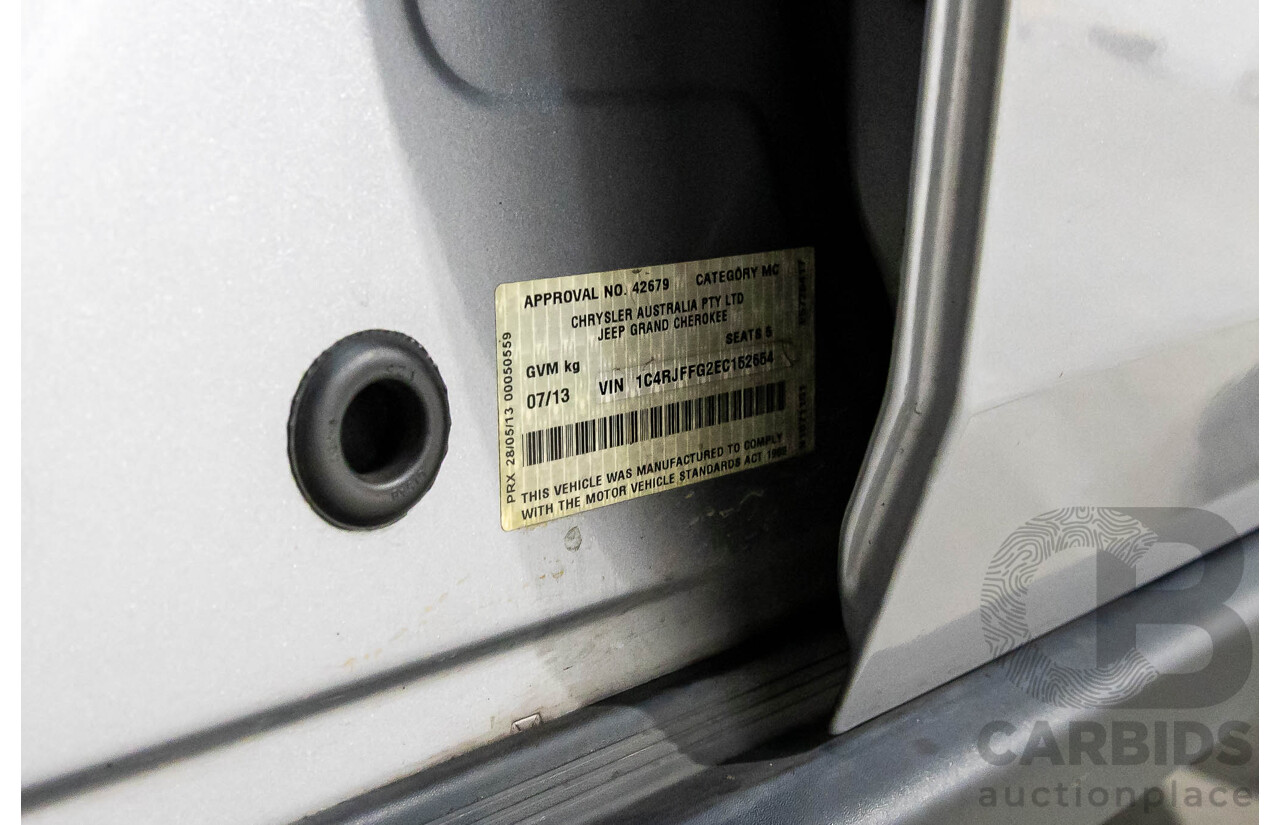 APPROVAL NO. 42679 CATEGORY MC
CHRYSLER AUSTRALIA PTY LTD
JEEP GRAND CHEROKEE
SEATS 5
GVM kg
07/13 VIN 1C4RJFFG2EC152654
THIS VEHICLE WAS MANUFACTURED TO COMPLY
WITH THE MOTOR VEHICLE STANDARDS ACT 1989
PRX 28/05/13 00050559
CB
CARBIDS
auctionplace